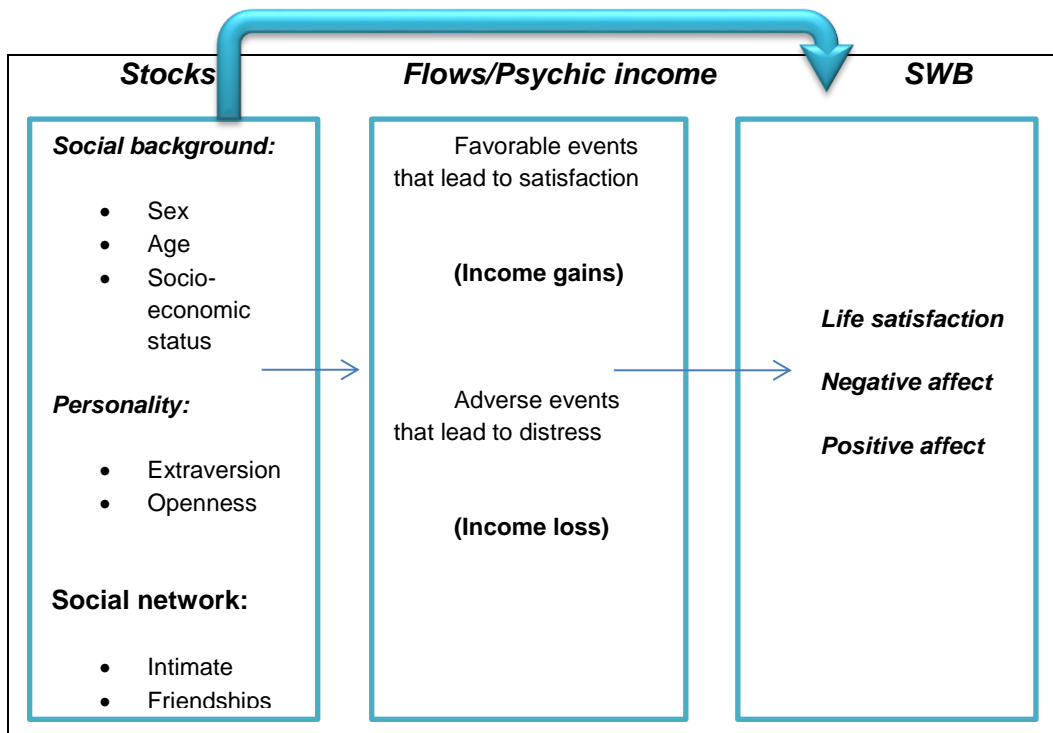 Stocks
Flows/Psychic income
SWB
Social background:
• Sex
• Age
• Socio-
economic
status
Personality:
• Extraversion
• Openness
Social network:
• Intimate
• Friendships
Favorable events
that lead to satisfaction
(Income gains)
Adverse events
that lead to distress
(Income loss)
Life satisfaction
Negative affect
Positive affect